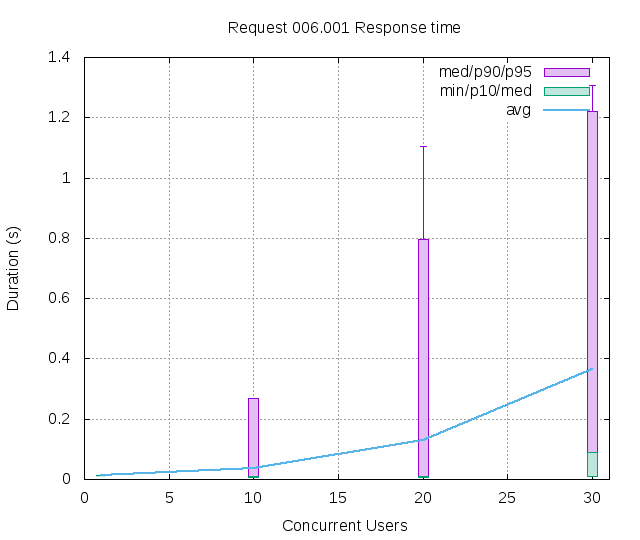 Request 006.001 Response time
1.4
1.2
1
0.8
0.6
0.4
0.2
0
Duration (s)
med/p90/p95
min/p10/med
avg
0 5 10 15 20 25 30
Concurrent Users